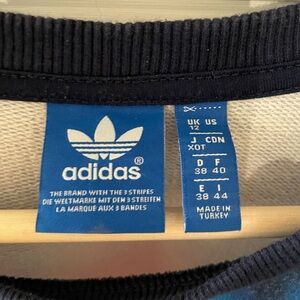 adidas®
THE BRAND WITH THE 3 STRIPES
DIE WELTMARKE MIT DEN 3 STREIFEN
LA MARQUE AUX 3 BANDES
UK US
12
J CDN
XOT
D F
38 40
E I
38 44
MADE IN
TURKEY